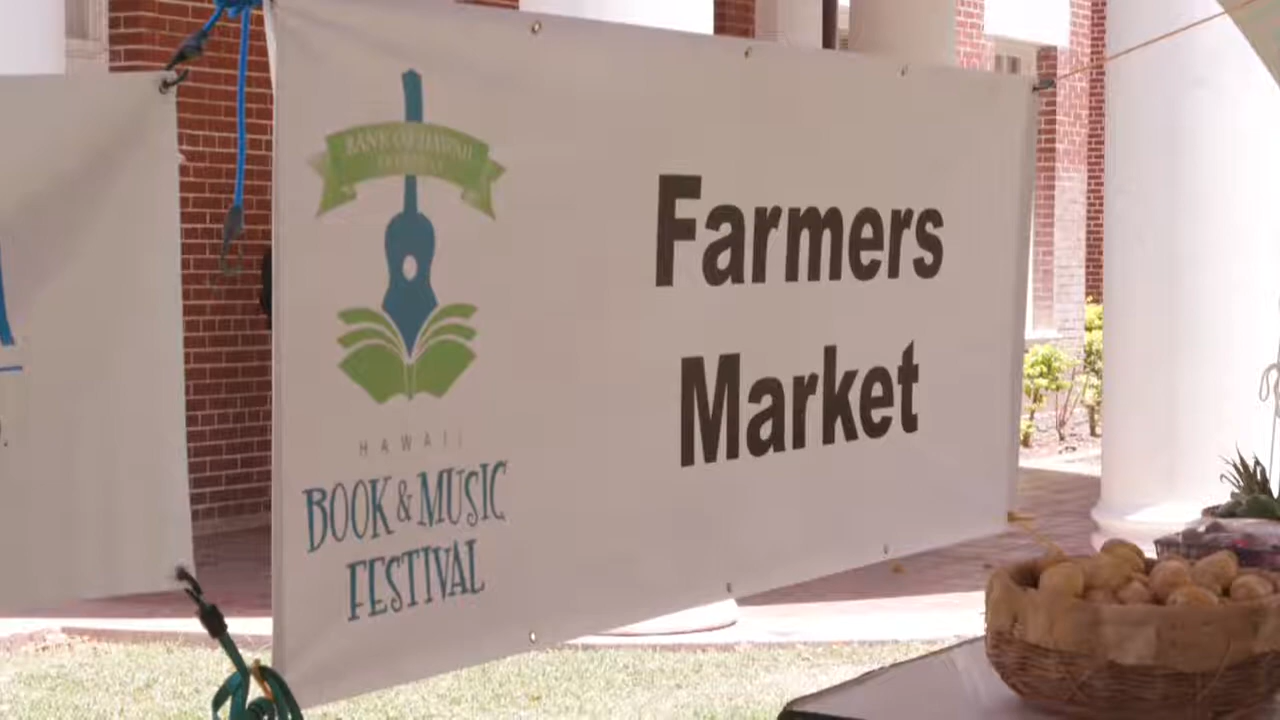 BANK OF HAWAII
HAWAII
BOOK & MUSIC
FESTIVAL
Farmers
Market